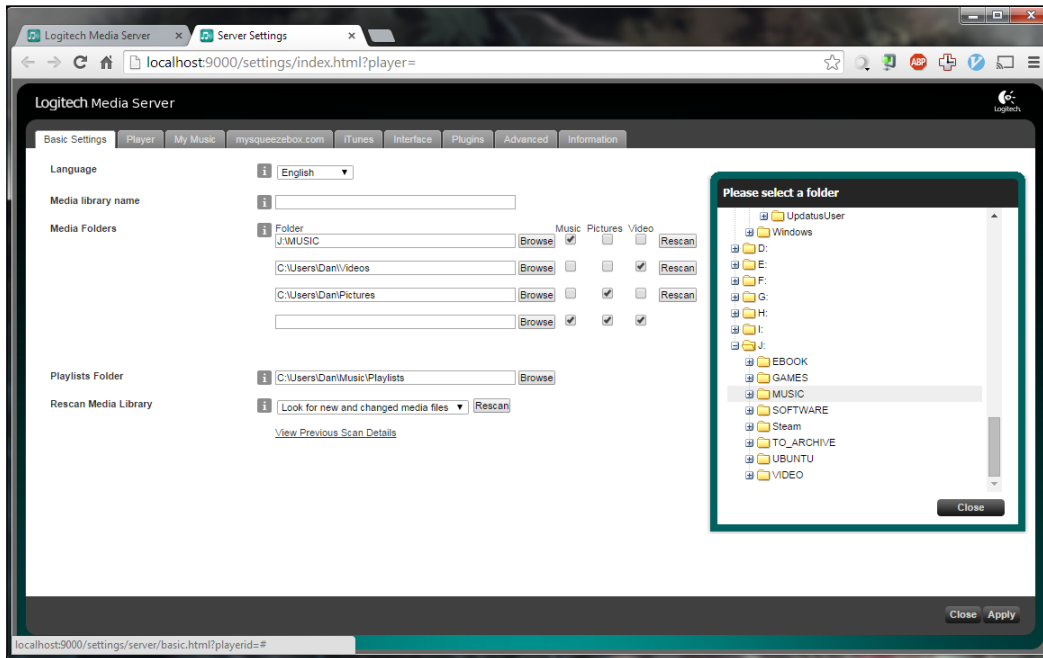 Logitech Media Server
Server Settings
localhost:9000/settings/index.html?player=
ABP
Logitech Media Server
Logitech
Basic Settings Player My Music mysqueezebox.com iTunes Interface Plugins Advanced Information
Language i English
Media library name i
Media Folders i Folder Music Pictures Video
J:\MUSIC Browse Rescan
C:\Users\Dan\Videos Browse Rescan
C:\Users\Dan\Pictures Browse Rescan
Browse
Playlists Folder i C:\Users\Dan\Music\Playlists Browse
Rescan Media Library i Look for new and changed media files Rescan
View Previous Scan Details
Please select a folder
UpdatusUser
Windows
D:
E:
F:
G:
H:
I:
J:
EBOOK
GAMES
MUSIC
SOFTWARE
Steam
TO_ARCHIVE
UBUNTU
VIDEO
Close
Close Apply
localhost:9000/settings/server/basic.html?playerid=#